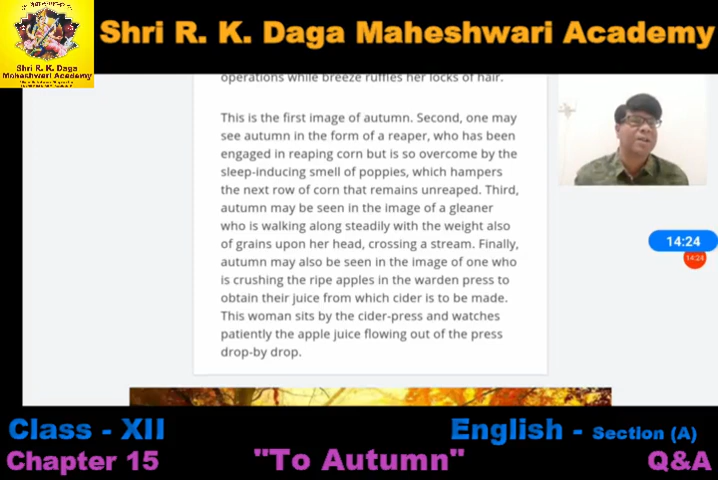 Shri R. K. Daga Maheshwari Academy
Shri R. K. Daga
Maheshwari Academy
operations while breeze ruffles her locks of hair.
This is the first image of autumn. Second, one may
see autumn in the form of a reaper, who has been
engaged in reaping corn but is so overcome by the
sleep-inducing smell of poppies, which hampers
the next row of corn that remains unreaped. Third,
autumn may be seen in the image of a gleaner
who is walking along steadily with the weight also
of grains upon her head, crossing a stream. Finally,
autumn may also be seen in the image of one who
is crushing the ripe apples in the warden press to
obtain their juice from which cider is to be made.
This woman sits by the cider-press and watches
patiently the apple juice flowing out of the press
drop-by drop.
14:24
14:24
Class - XII
English - Section (A)
Chapter 15
"To Autumn"
Q&A